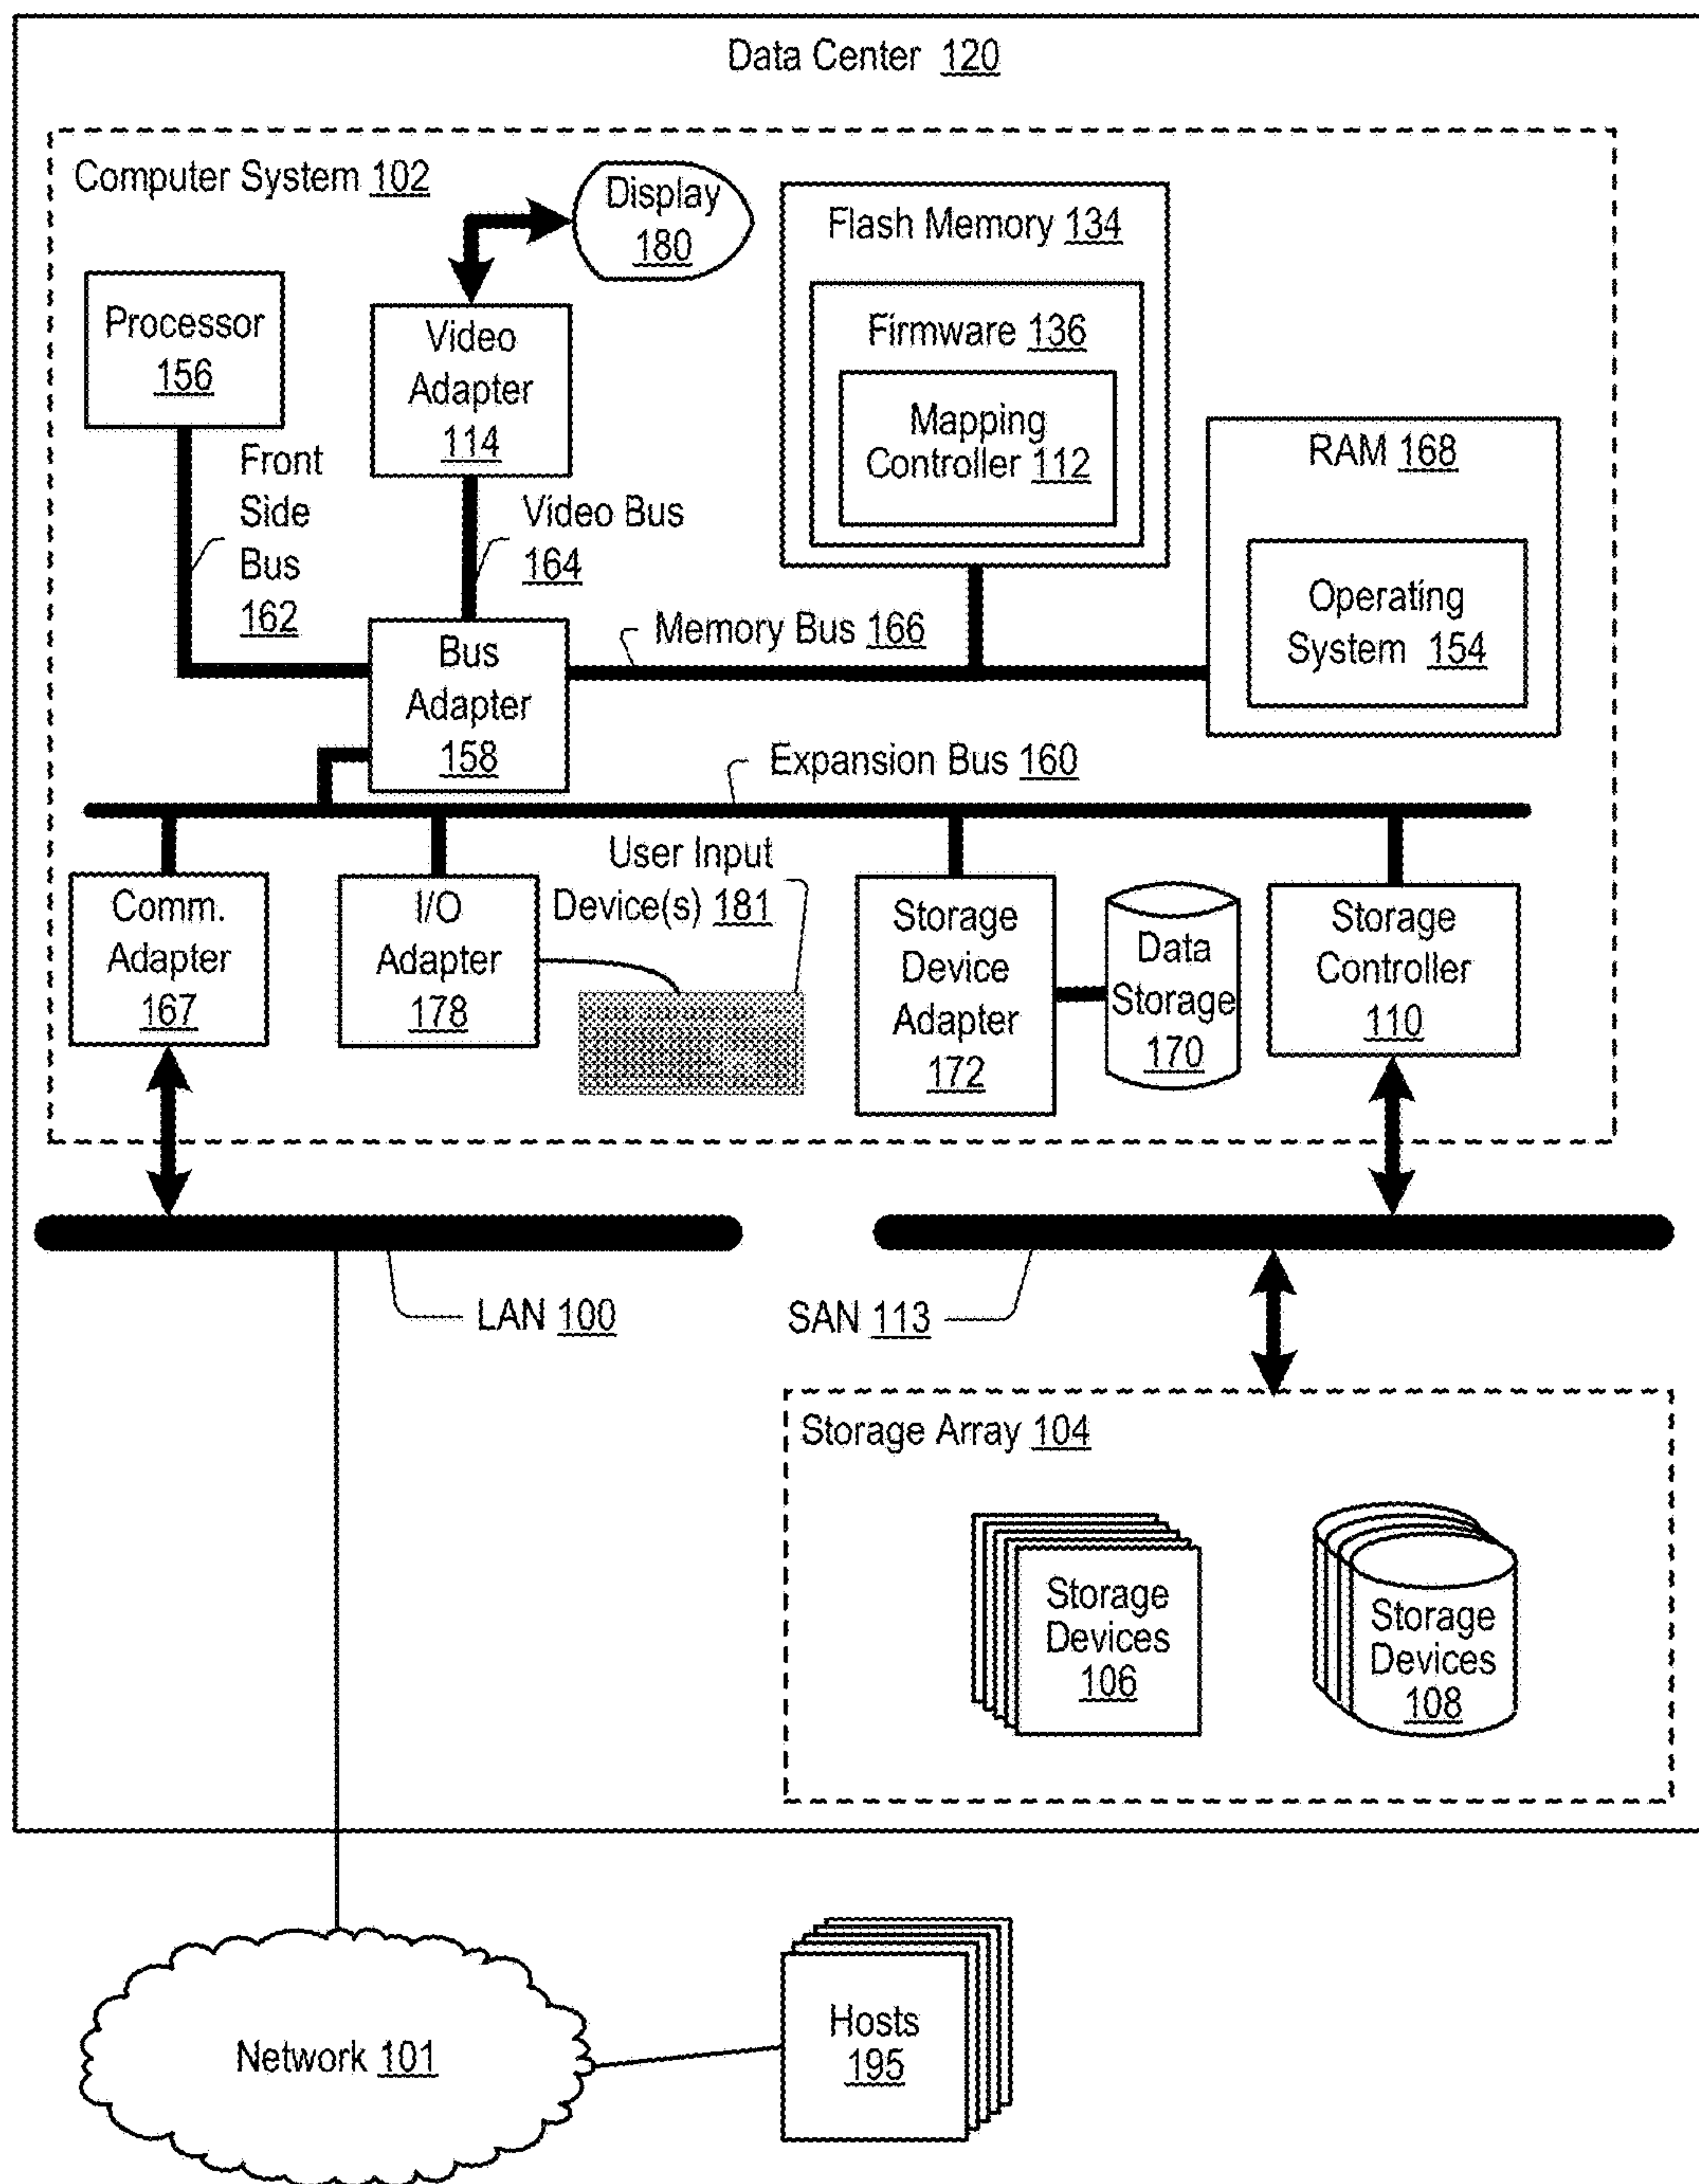 Data Center 120
Computer System 102
Display
180
Flash Memory 134
Firmware 136
Mapping
Controller 112
Processor
156
Video
Adapter
114
Front
Side
Bus
162
Video Bus
164
RAM 168
Operating
System 154
Memory Bus 166
Bus
Adapter
158
Expansion Bus 160
Comm.
Adapter
167
I/O
Adapter
178
User Input
Device(s) 181
Storage
Device
Adapter
172
Data
Storage
170
Storage
Controller
110
LAN 100
SAN 113
Storage Array 104
Storage
Devices
106
Storage
Devices
108
Network 101
Hosts
195